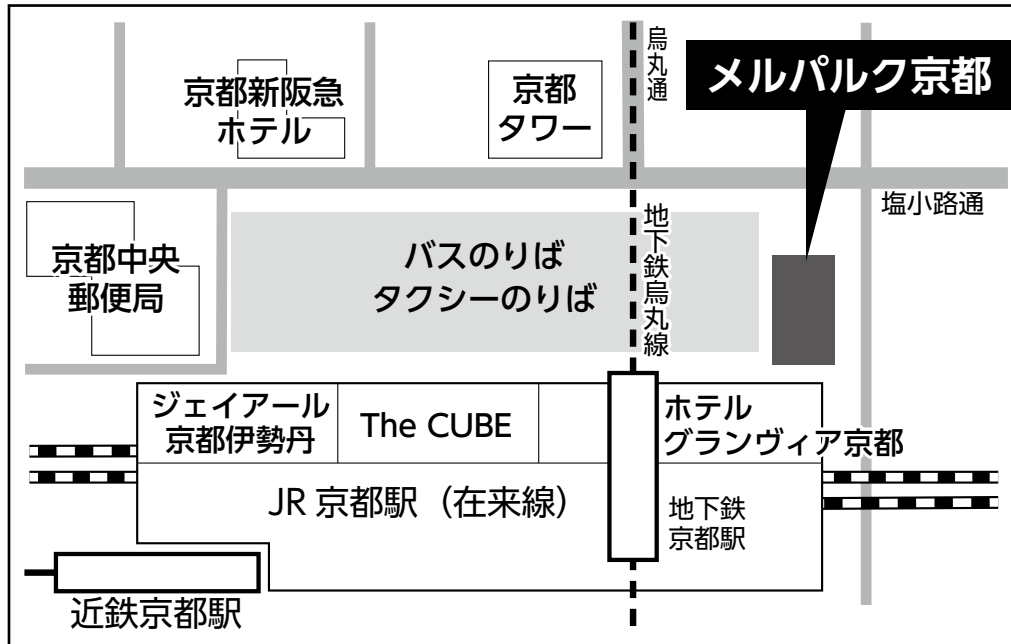 烏丸通
メルパルク京都
京都新阪急
ホテル
京都
タワー
塩小路通
地下鉄烏丸線
京都中央
郵便局
バスのりば
タクシーのりば
ジェイアール
京都伊勢丹
The CUBE
ホテル
グランヴィア京都
JR 京都駅（在来線）
地下鉄
京都駅
近鉄京都駅